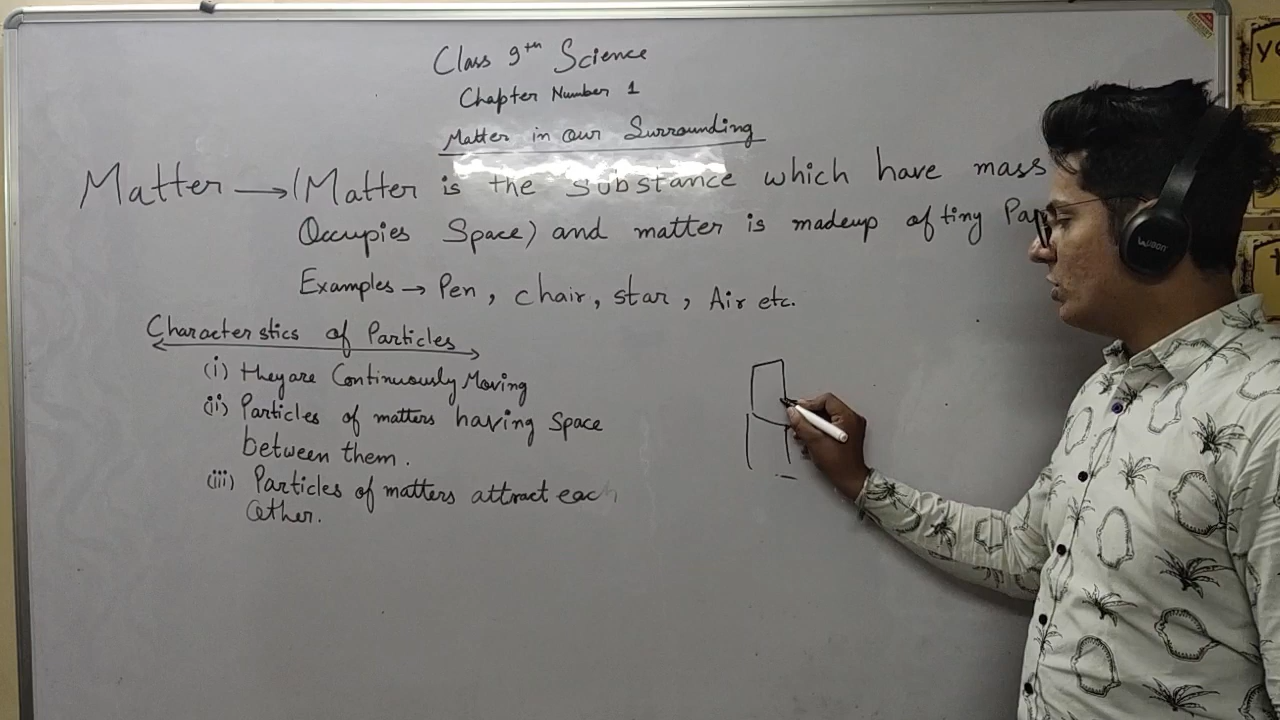 Class 9th Science
Chapter Number 1
Matter in our Surrounding
Matter → (Matter is the substance which have mass
Occupies Space) and matter is madeup of tiny
Examples → Pen, chair, star, Air etc.
Characterstics of Particles
(i) they are Continuously Moving
(ii) Particles of matters having space
between them.
(iii) Particles of matters attract each
Other.